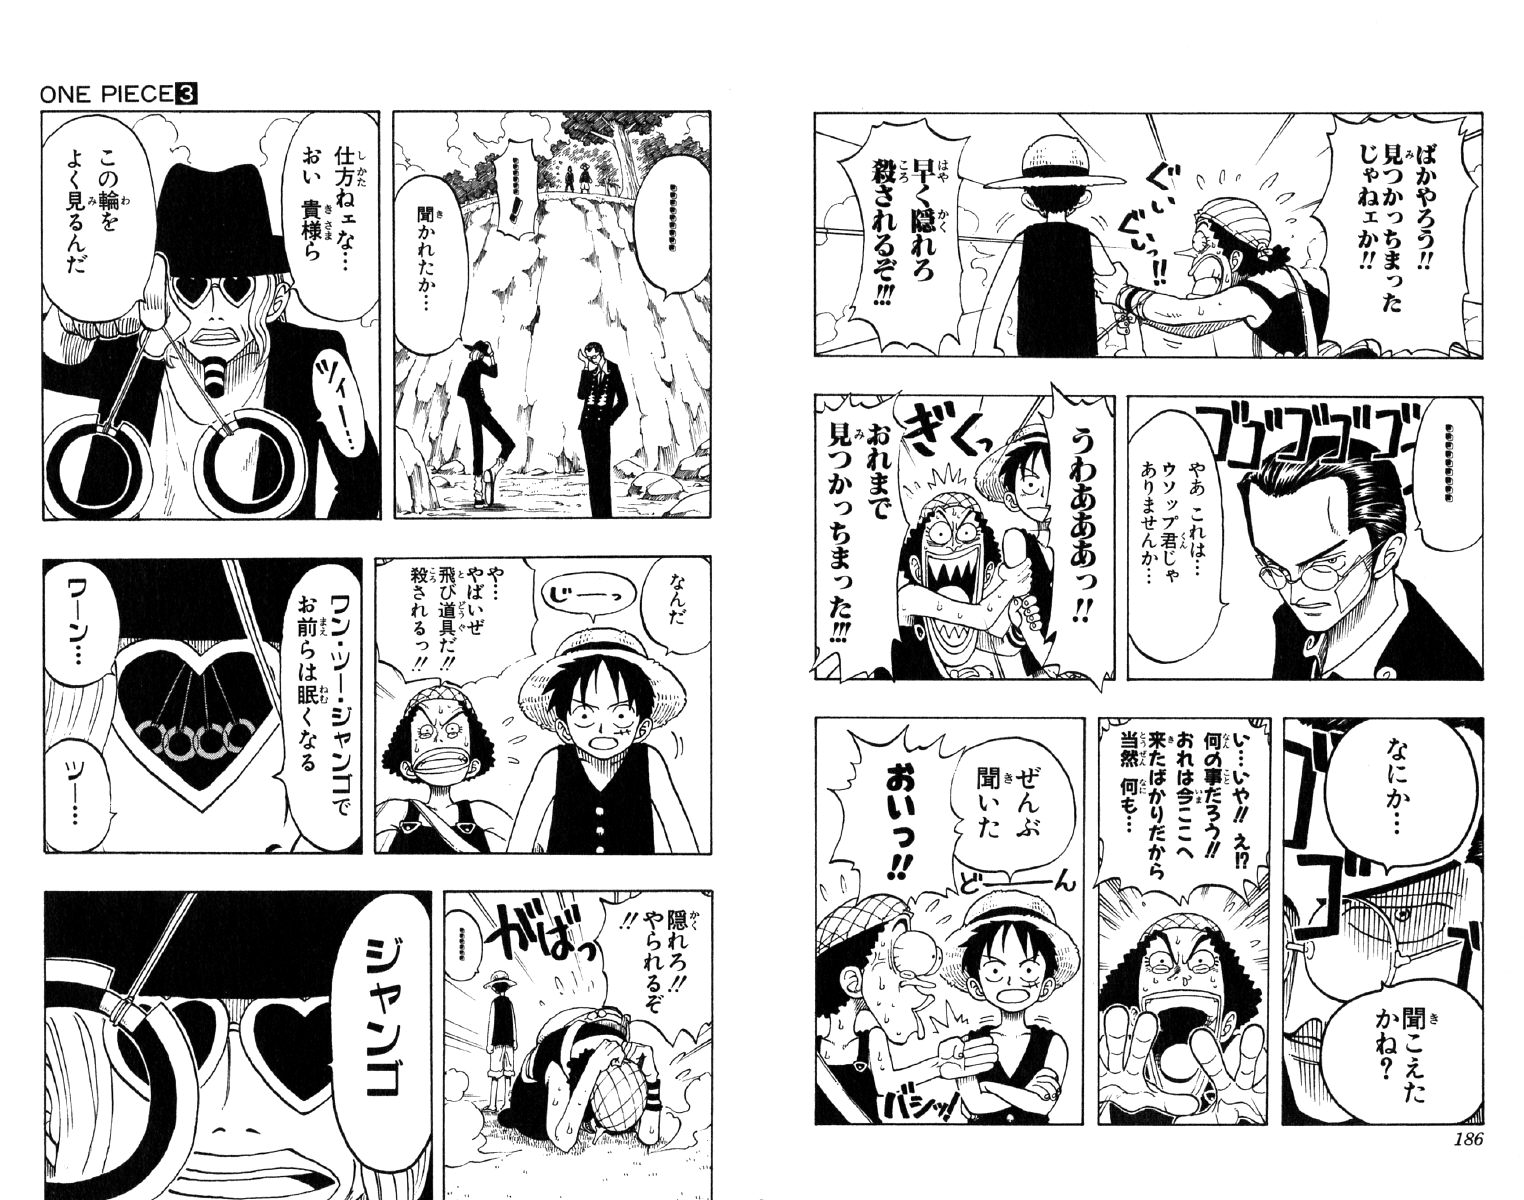 ばかやろう!!
見つかっちまった
じゃねェか!!
ぐいぐいっ!!
早く隠れろ
殺されるぞ!!!
………
ゴゴゴゴゴ
やあ これは…
ウソップ君じゃ
ありませんか…
うわあああっ!!
ぎくっ
おれまで
見つかっちまった!!!
なにか…
聞こえた
かね?
ゴゴゴ
い…いや!! え!?
何の事だろう!!
おれは今ここへ
来たばかりだから
当然 何も…
ぜんぶ
聞いた
どーーん
おいっ!!
バシッ!
186
ONE PIECE3
………
……!
聞かれたか…
仕方ねェな…
おい 貴様ら
この輪を
よく見るんだ
ツィー…
なんだ
じーーっ
や…
やばいぜ
飛び道具だ!!
殺されるっ!!
ワン・ツー・ジャンゴで
お前らは眠くなる
ワーン…
ツー…
隠れろ!!
やられるぞ
!!
がばっ
……
ジャンゴ